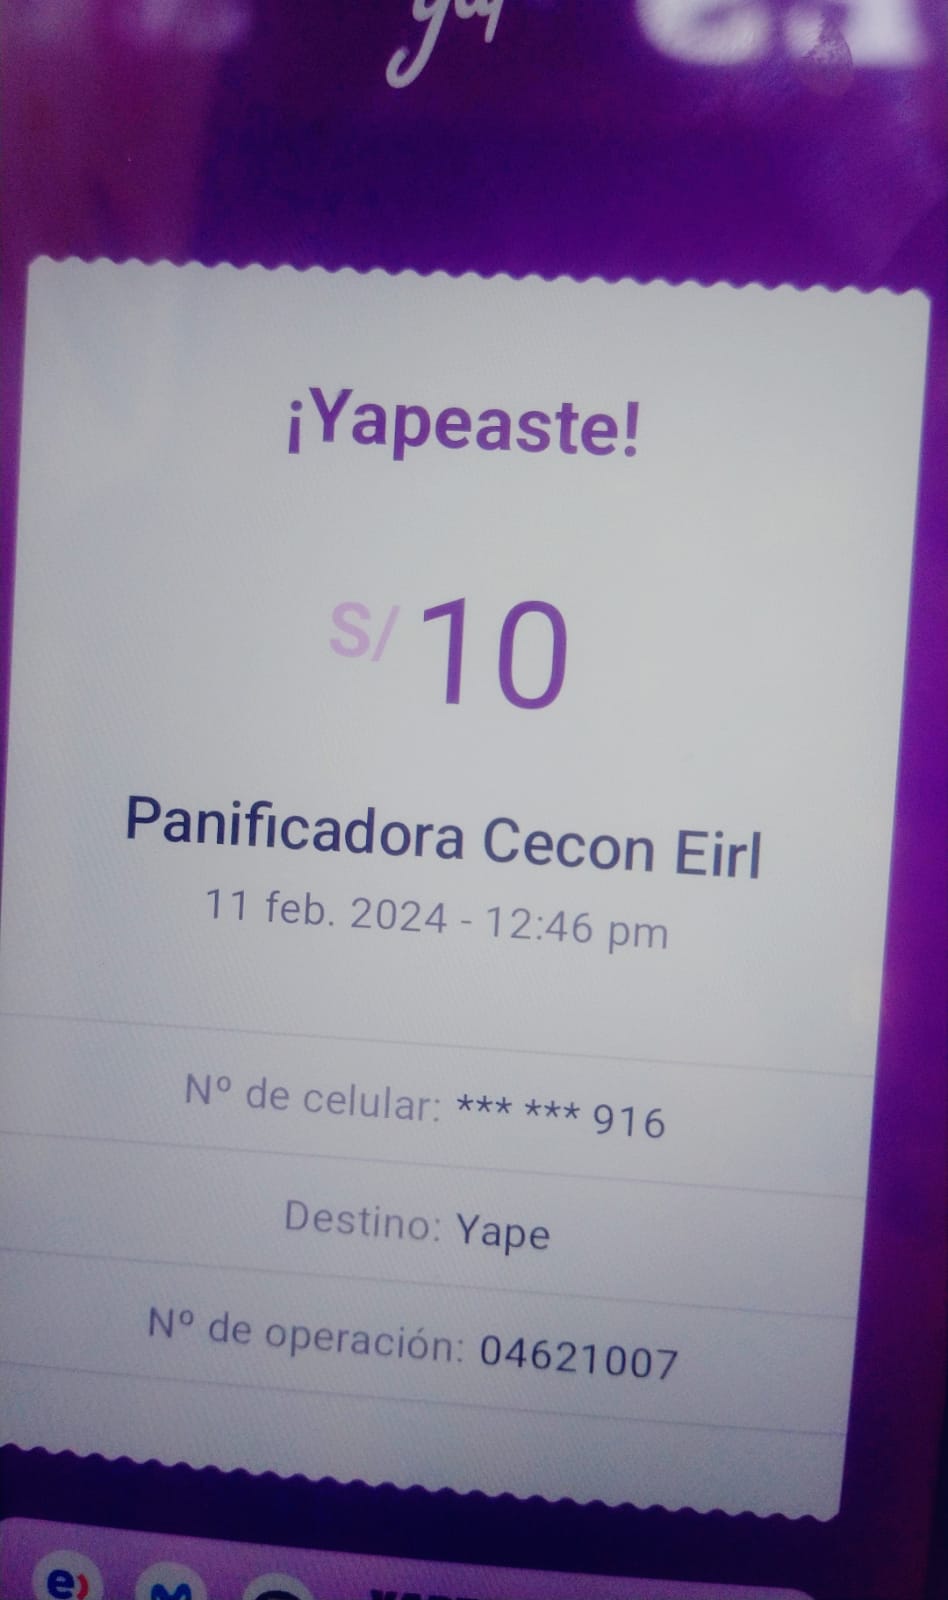 ¡Yapeaste!
S/ 10
Panificadora Cecon Eirl
11 feb. 2024 - 12:46 pm
Nº de celular: *** *** 916
Destino: Yape
Nº de operación: 04621007
e)